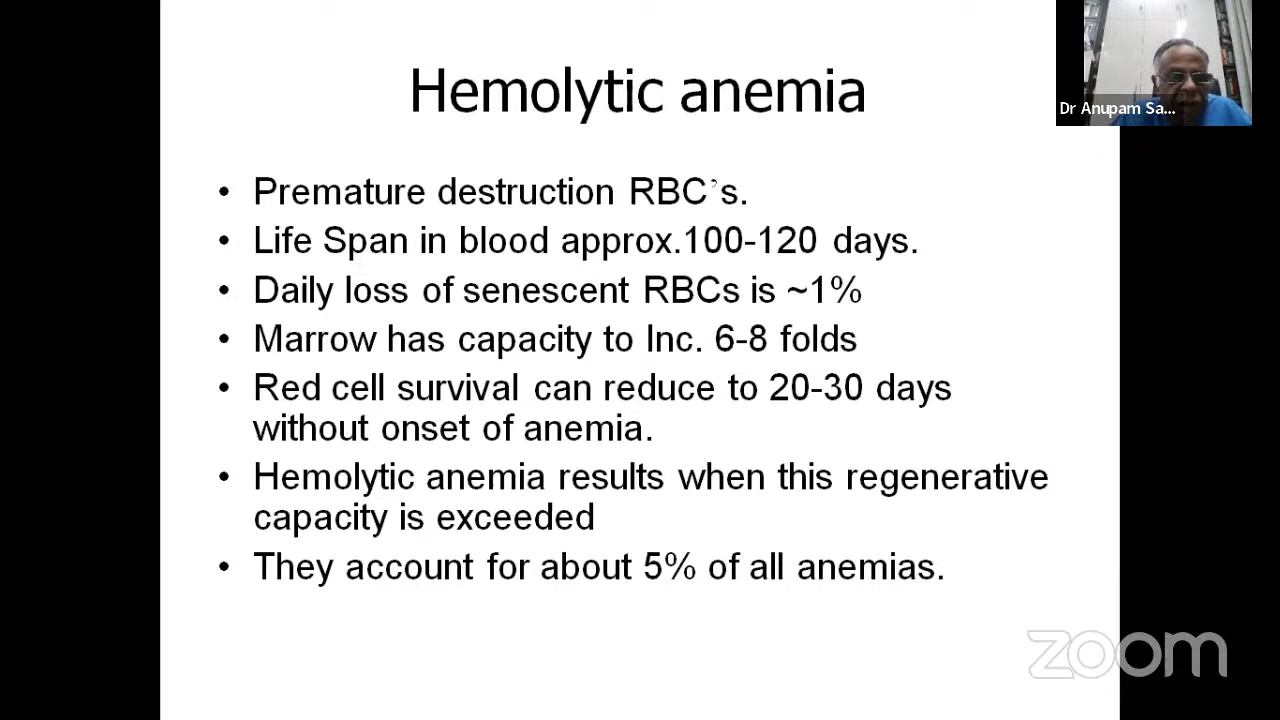 Hemolytic anemia
Dr Anupam Sa...
• Premature destruction RBC's.
• Life Span in blood approx.100-120 days.
• Daily loss of senescent RBCs is ~1%
• Marrow has capacity to Inc. 6-8 folds
• Red cell survival can reduce to 20-30 days
without onset of anemia.
• Hemolytic anemia results when this regenerative
capacity is exceeded
• They account for about 5% of all anemias.
zoom